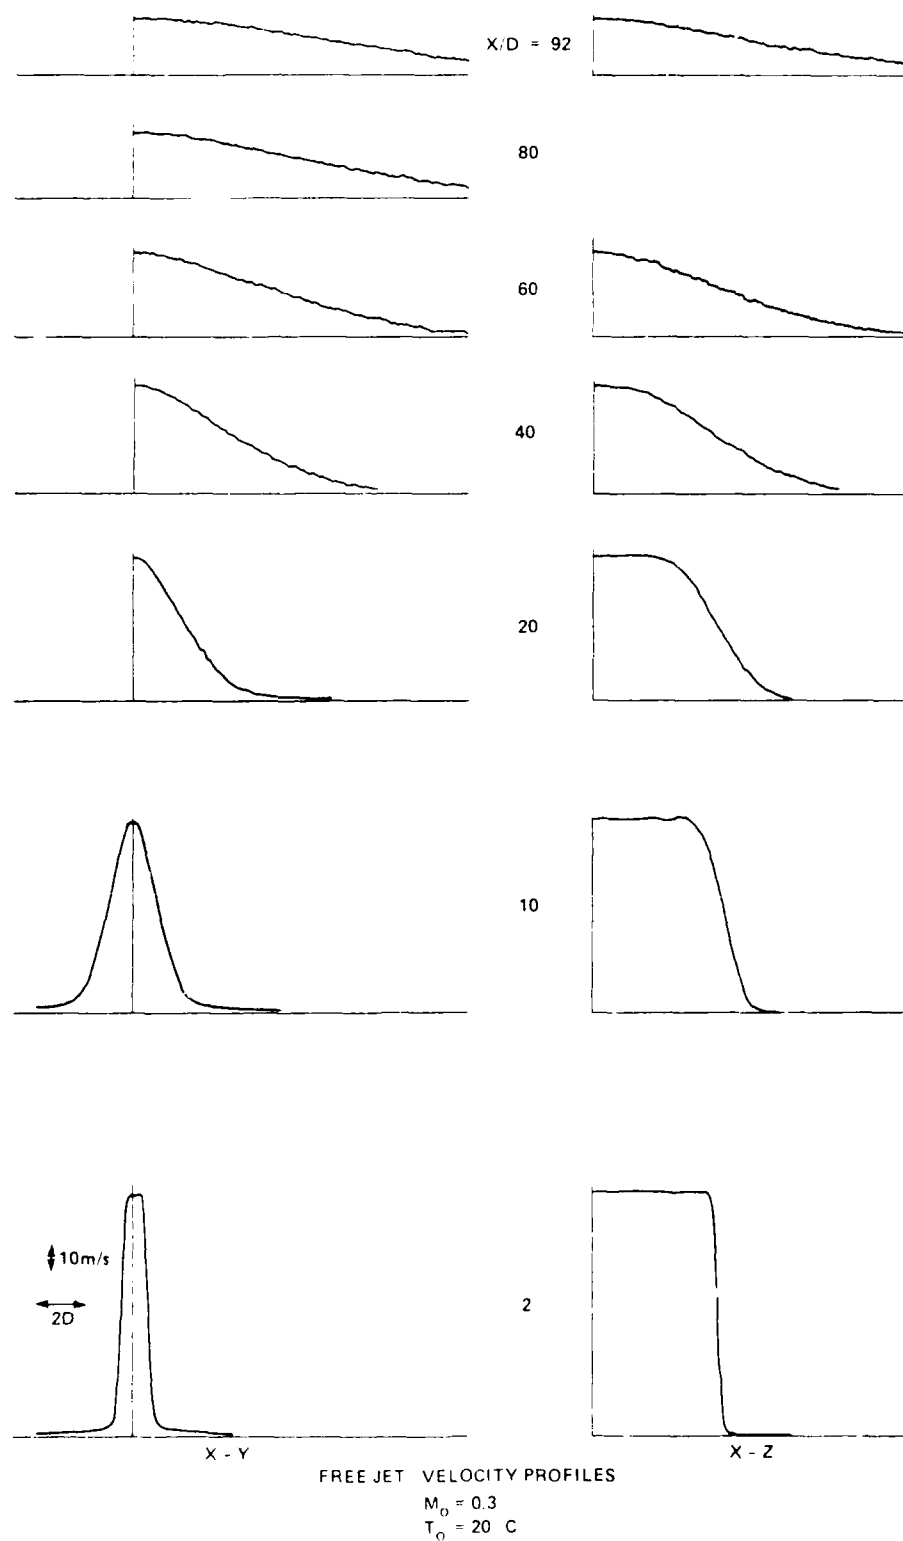 X/D = 92
80
60
40
20
10
10m/s
2D
2
X - Y
X - Z
FREE JET VELOCITY PROFILES
M₀ = 0.3
T₀ = 20 C